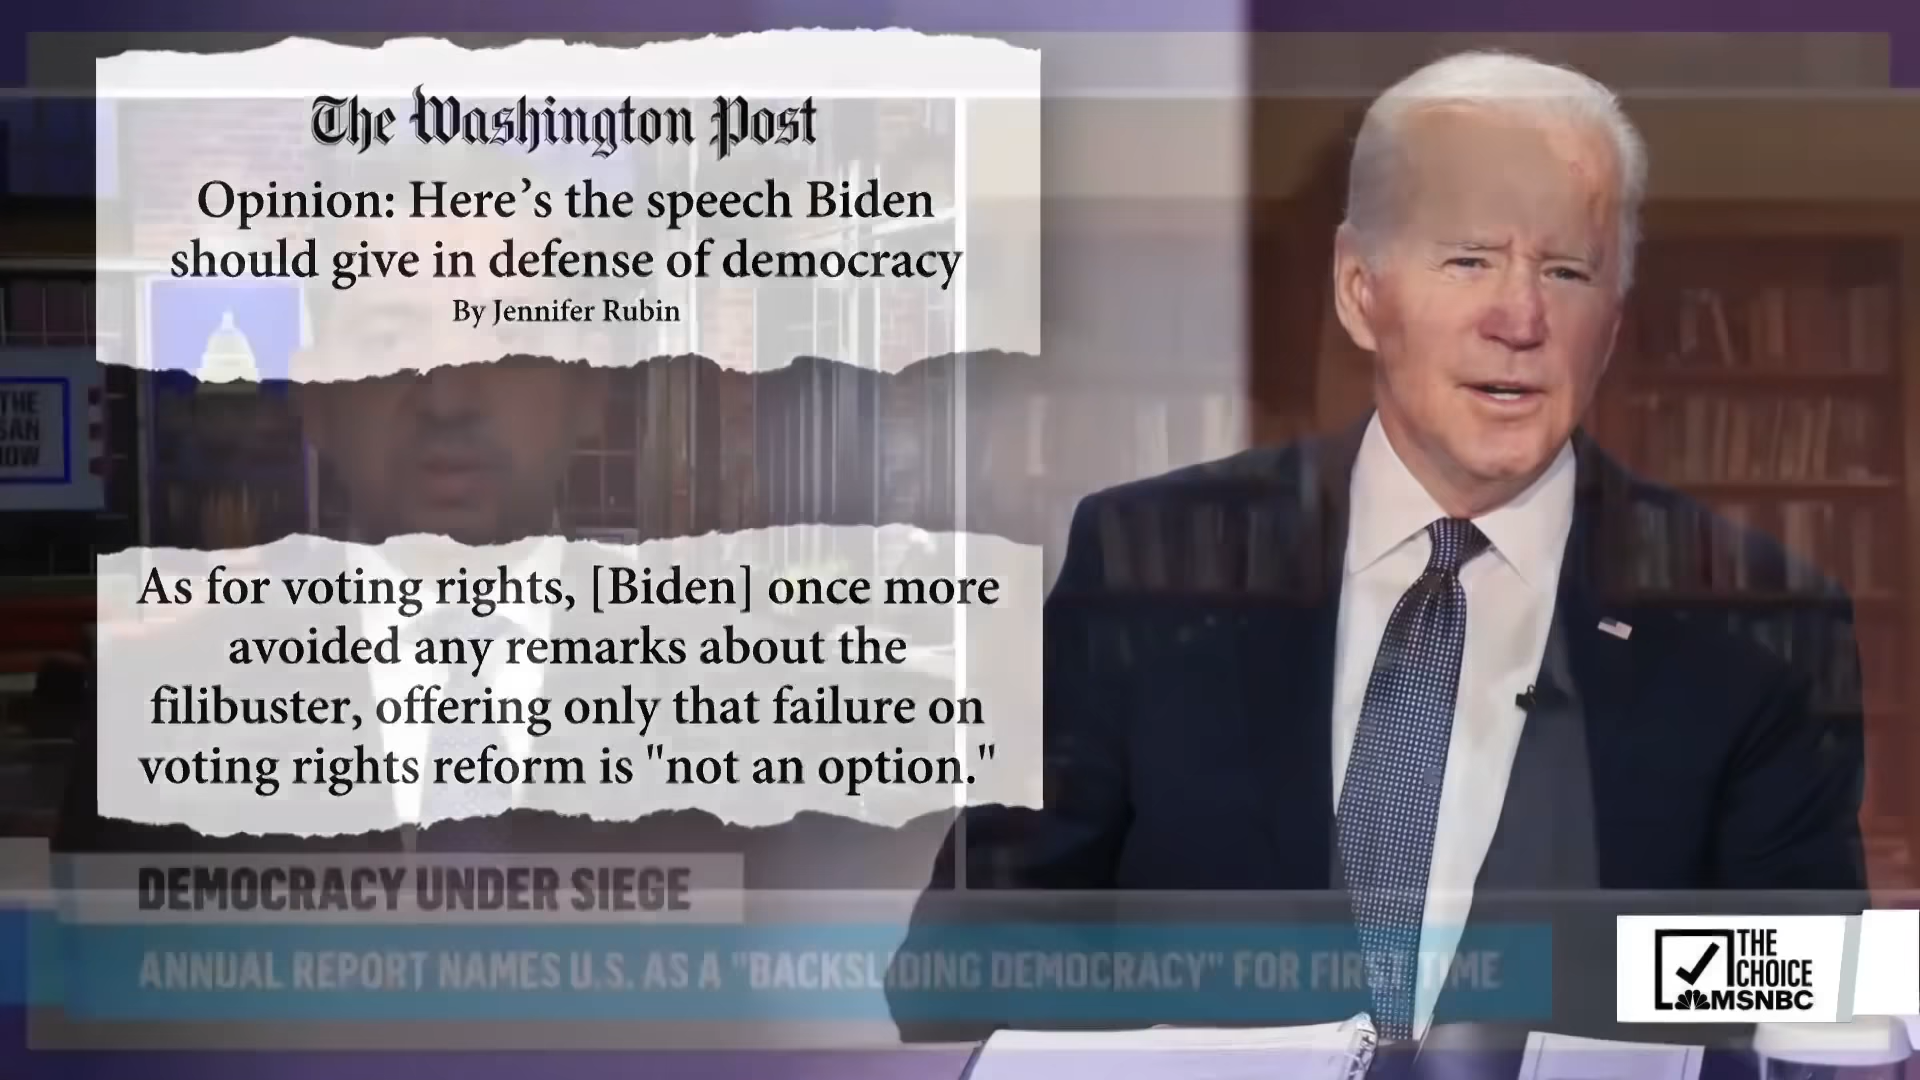 The Washington Post
Opinion: Here's the speech Biden
should give in defense of democracy
By Jennifer Rubin
THE
SAN
OW
As for voting rights, [Biden] once more
avoided any remarks about the
filibuster, offering only that failure on
voting rights reform is "not an option."
DEMOCRACY UNDER SIEGE
ANNUAL REPORT NAMES U.S. AS A "BACKSLIDING DEMOCRACY" FOR FIRST TIME
THE
CHOICE
MSNBC